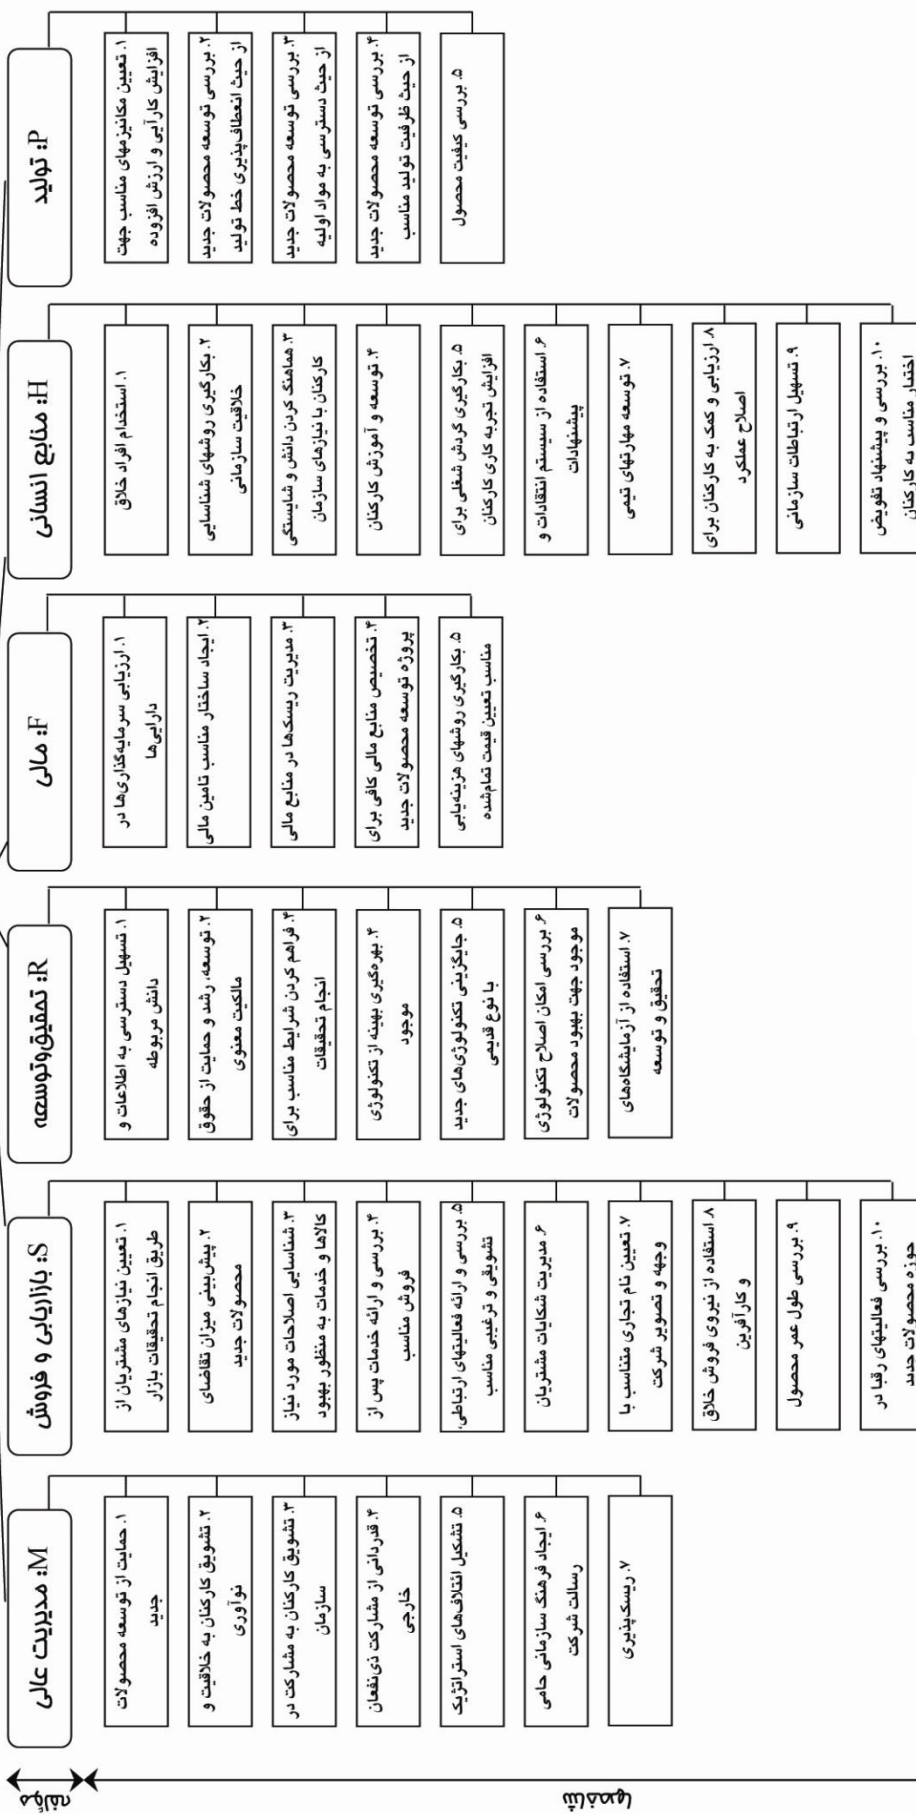 مولفه
شاخصها
M: مدیریت عالی
۱. حمایت از توسعه محصولات
جدید
۲. تشویق کارکنان به خلاقیت و
نوآوری
۳. تشویق کارکنان به مشارکت در
سازمان
۴. قدردانی از مشارکت ذی‌نفعان
خارجی
۵. تشکیل ائتلاف‌های استراتژیک
۶. ایجاد فرهنگ سازمانی حامی
رسالت شرکت
۷. ریسک‌پذیری
S: بازاریابی و فروش
۱. تعیین نیازهای مشتریان از
طریق انجام تحقیقات بازار
۲. پیش‌بینی میزان تقاضای
محصولات جدید
۳. شناسایی اصلاحات مورد نیاز
کالاها و خدمات به منظور بهبود
۴. بررسی و ارائه خدمات پس از
فروش مناسب
۵. بررسی و ارائه فعالیتهای ارتباطی،
تشویقی و ترغیبی مناسب
۶. مدیریت شکایات مشتریان
۷. تعیین نام تجاری متناسب با
وجهه و تصویر شرکت
۸. استفاده از نیروی فروش خلاق
و کارآفرین
۹. بررسی طول عمر محصول
۱۰. بررسی فعالیتهای رقبا در
حوزه محصولات جدید
R: تحقیق‌وتوسعه
۱. تسهیل دسترسی به اطلاعات و
دانش مربوطه
۲. توسعه، رشد و حمایت از حقوق
مالکیت معنوی
۳. فراهم کردن شرایط مناسب برای
انجام تحقیقات
۴. بهره‌گیری بهینه از تکنولوژی
موجود
۵. جایگزینی تکنولوژی‌های جدید
با نوع قدیمی
۶. بررسی امکان اصلاح تکنولوژی
موجود جهت بهبود محصولات
۷. استفاده از آزمایشگاه‌های
تحقیق و توسعه
F: مالی
۱. ارزیابی سرمایه‌گذاری‌ها در
دارایی‌ها
۲. ایجاد ساختار مناسب تامین مالی
۳. مدیریت ریسک‌ها در منابع مالی
۴. تخصیص منابع مالی کافی برای
پروژه توسعه محصولات جدید
۵. بکارگیری روشهای هزینه‌یابی
مناسب تعیین قیمت تمام‌شده
H: منابع انسانی
۱. استخدام افراد خلاق
۲. بکارگیری روشهای شناسایی
خلاقیت سازمانی
۳. هماهنگ کردن دانش و شایستگی
کارکنان با نیازهای سازمان
۴. توسعه و آموزش کارکنان
۵. بکارگیری گردش شغلی برای
افزایش تجربه کاری کارکنان
۶. استفاده از سیستم انتقادات و
پیشنهادات
۷. توسعه مهارتهای تیمی
۸. ارزیابی و کمک به کارکنان برای
اصلاح عملکرد
۹. تسهیل ارتباطات سازمانی
۱۰. بررسی و پیشنهاد تفویض
اختیار مناسب به کارکنان
P: تولید
۱. تعیین مکانیزمهای مناسب جهت
افزایش کارآیی و ارزش افزوده
۲. بررسی توسعه محصولات جدید
از حیث انعطاف‌پذیری خط تولید
۳. بررسی توسعه محصولات جدید
از حیث دسترسی به مواد اولیه
۴. بررسی توسعه محصولات جدید
از حیث ظرفیت تولید مناسب
۵. بررسی کیفیت محصول